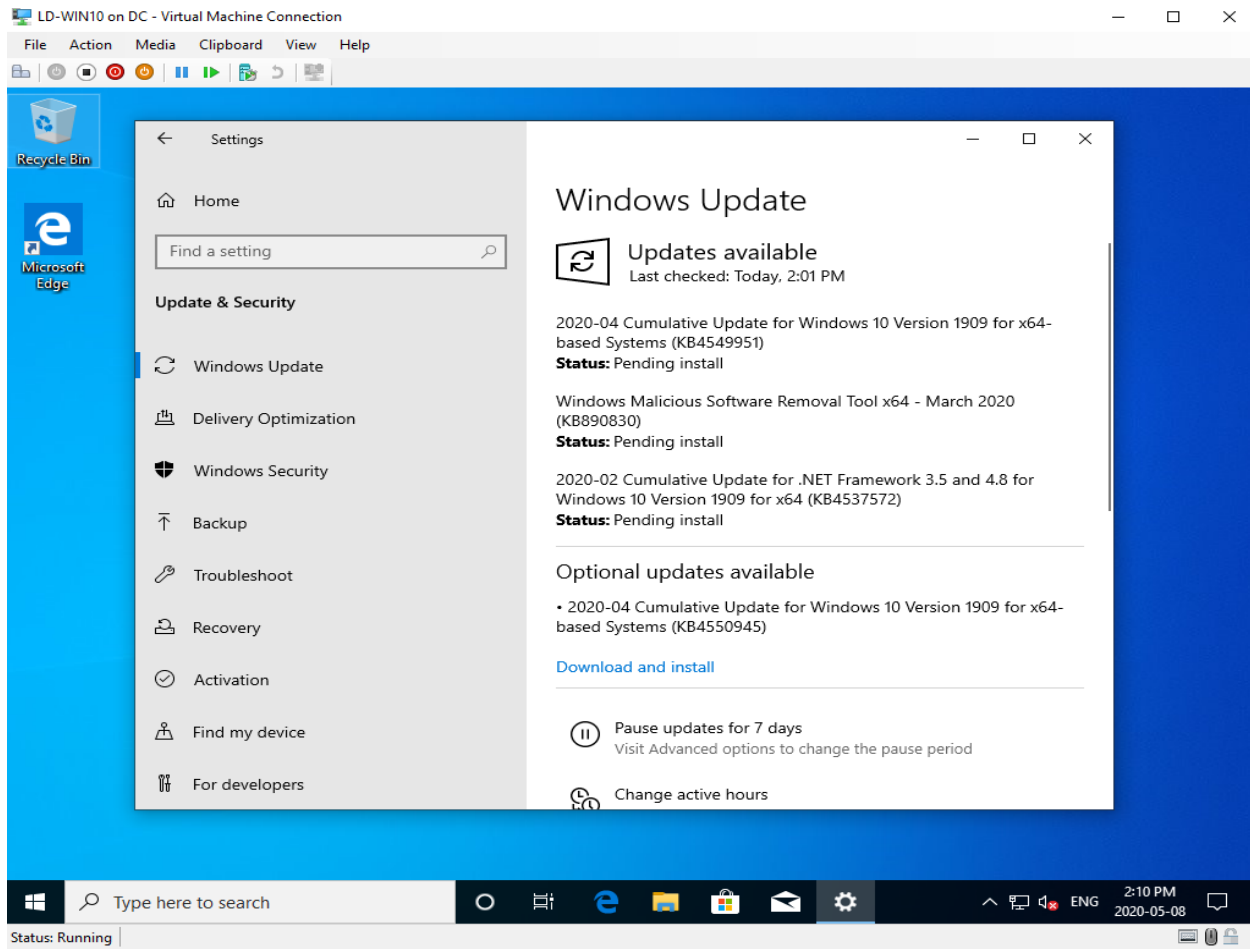 LD-WIN10 on DC - Virtual Machine Connection
File Action Media Clipboard View Help
Recycle Bin
Microsoft
Edge
Settings
Home
Find a setting
Update & Security
Windows Update
Delivery Optimization
Windows Security
Backup
Troubleshoot
Recovery
Activation
Find my device
For developers
Windows Update
Updates available
Last checked: Today, 2:01 PM
2020-04 Cumulative Update for Windows 10 Version 1909 for x64-
based Systems (KB4549951)
Status: Pending install
Windows Malicious Software Removal Tool x64 - March 2020
(KB890830)
Status: Pending install
2020-02 Cumulative Update for .NET Framework 3.5 and 4.8 for
Windows 10 Version 1909 for x64 (KB4537572)
Status: Pending install
Optional updates available
• 2020-04 Cumulative Update for Windows 10 Version 1909 for x64-
based Systems (KB4550945)
Download and install
Pause updates for 7 days
Visit Advanced options to change the pause period
Change active hours
Type here to search
ENG
2:10 PM
2020-05-08
Status: Running